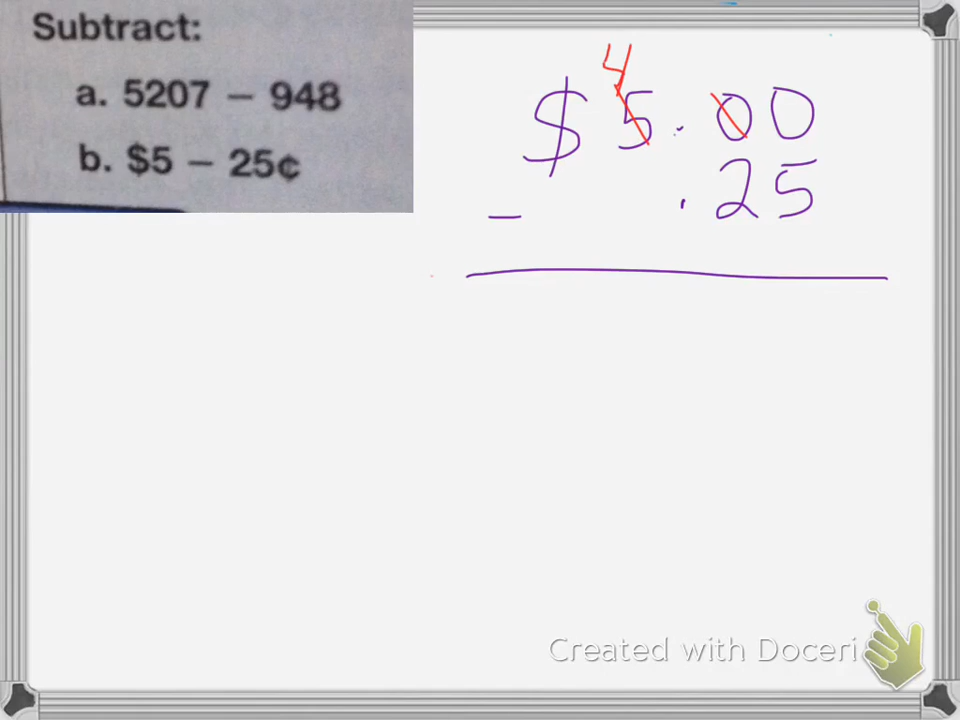 Subtract:
a. 5207 – 948
b. $5 – 25¢
4
$5.00
– .25
Created with Doceri